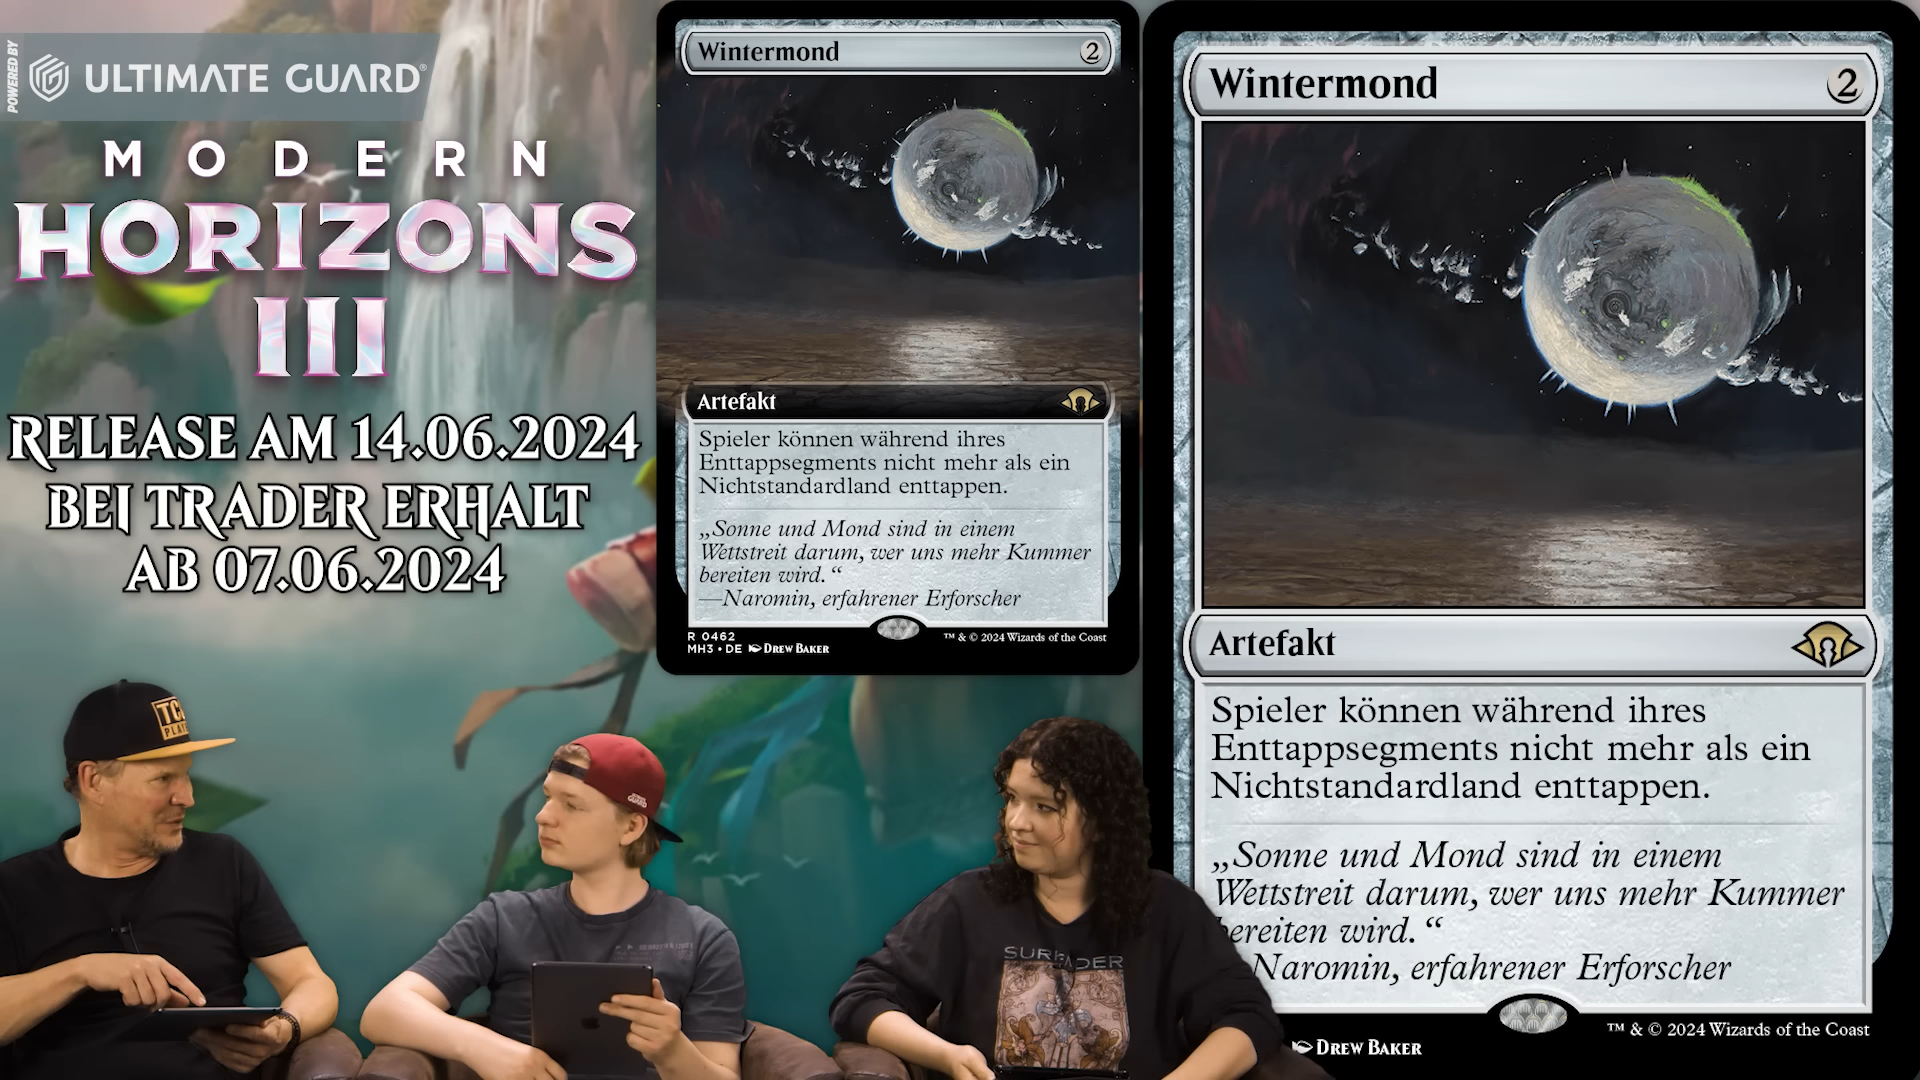 POWERED BY
ULTIMATE GUARD®
MODERN
HORIZONS
III
RELEASE AM 14.06.2024
BEI TRADER ERHALT
AB 07.06.2024
Wintermond 2
Artefakt
Spieler können während ihres
Enttappsegments nicht mehr als ein
Nichtstandardland enttappen.
„Sonne und Mond sind in einem
Wettstreit darum, wer uns mehr Kummer
bereiten wird.“
—Naromin, erfahrener Erforscher
R 0462
MH3 • DE DREW BAKER
™ & © 2024 Wizards of the Coast
Wintermond 2
Artefakt
Spieler können während ihres
Enttappsegments nicht mehr als ein
Nichtstandardland enttappen.
„Sonne und Mond sind in einem
Wettstreit darum, wer uns mehr Kummer
ereiten wird.“
Naromin, erfahrener Erforscher
™ & © 2024 Wizards of the Coast
DREW BAKER